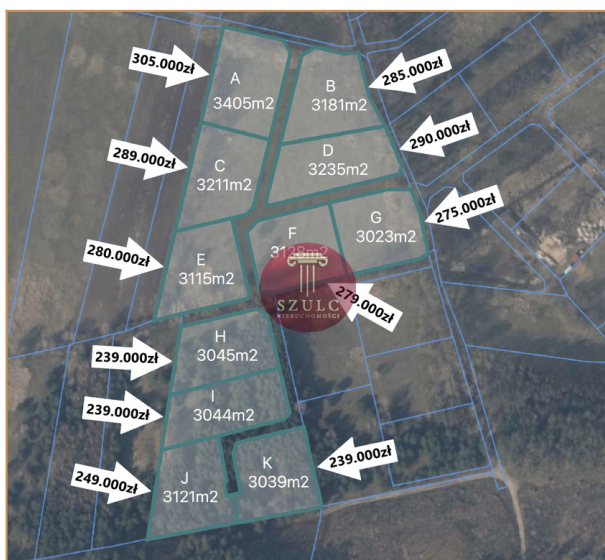 305.000zł
A
3405m2
B
3181m2
285.000zł
289.000zł
C
3211m2
D
3235m2
290.000zł
280.000zł
E
3115m2
F
3128m2
G
3023m2
275.000zł
SZULC
NIERUCHOMOŚCI
279.000zł
239.000zł
H
3045m2
239.000zł
I
3044m2
249.000zł
J
3121m2
K
3039m2
239.000zł